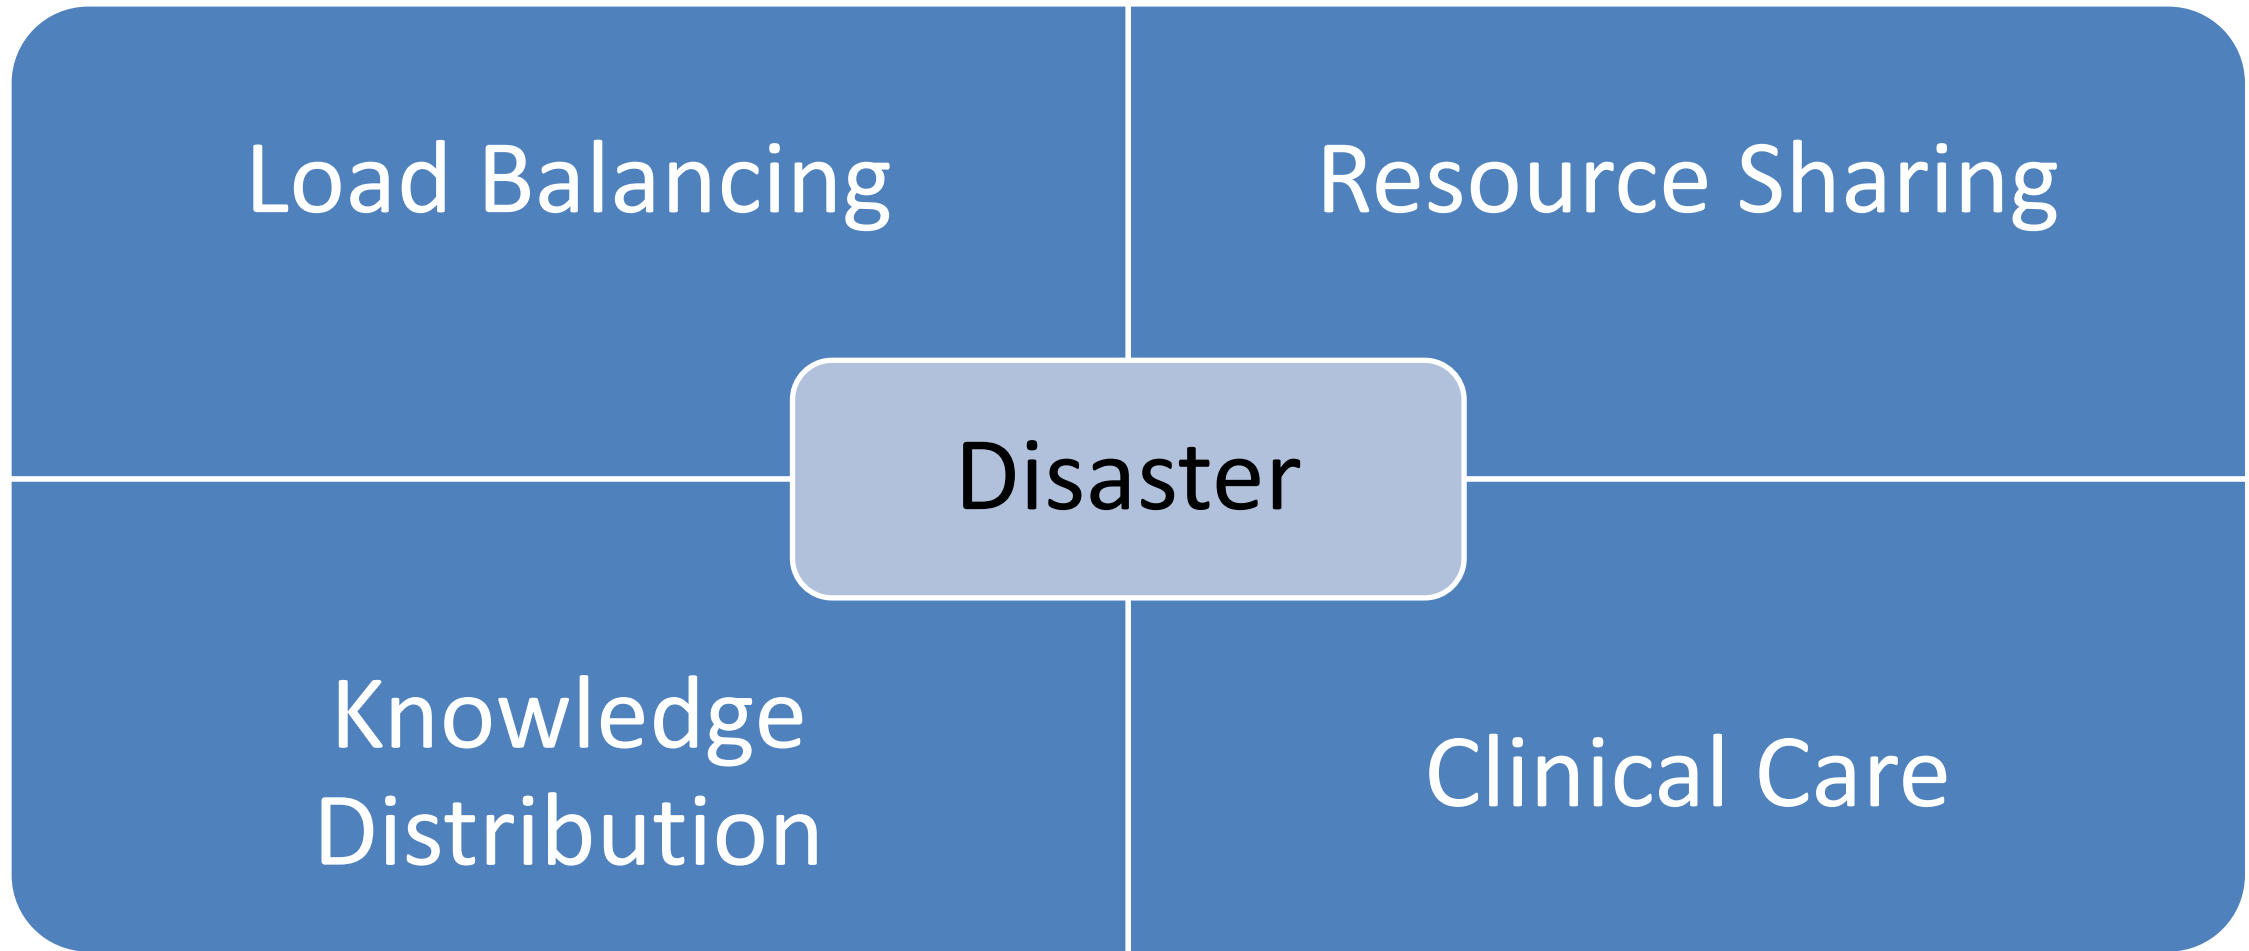 Load Balancing
Resource Sharing
Disaster
Knowledge
Distribution
Clinical Care